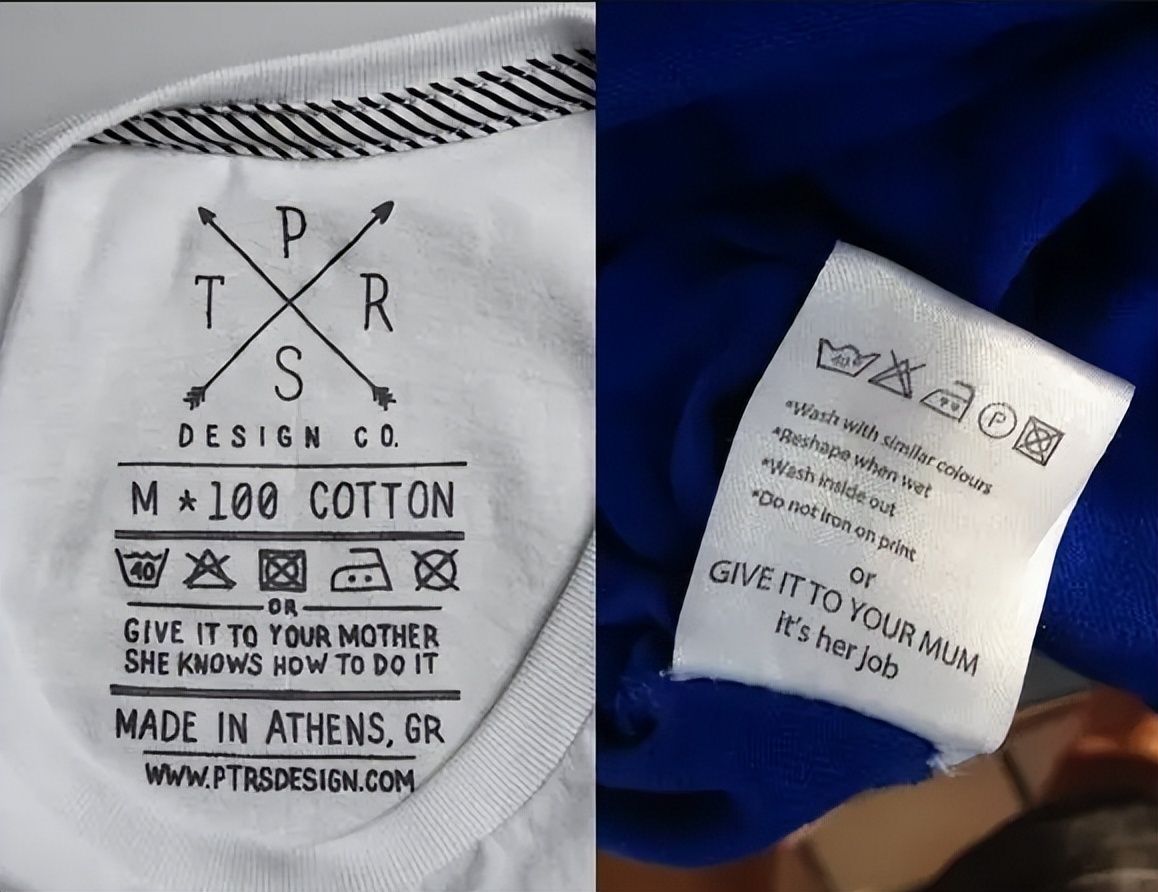 P
T R
S
DESIGN CO.
M * 100 COTTON
40
OR
GIVE IT TO YOUR MOTHER
SHE KNOWS HOW TO DO IT
MADE IN ATHENS, GR
WWW.PTRSDESIGN.COM
40°
P
*Wash with similar colours
*Reshape when wet
*Wash inside out
*Do not iron on print
or
GIVE IT TO YOUR MUM
it's her job